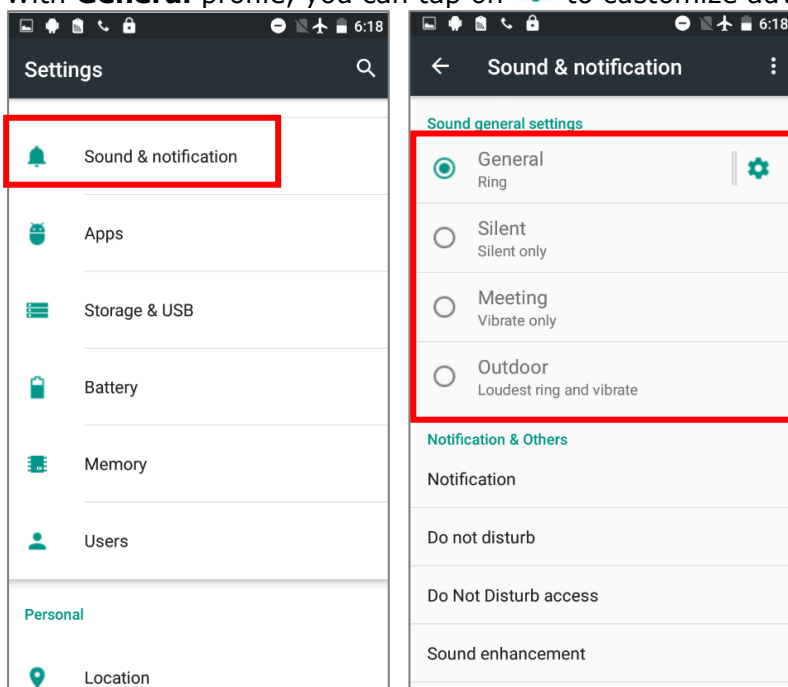 with General profile, you can tap on to customize adv
6:18
Settings
Sound & notification
Apps
Storage & USB
Battery
Memory
Users
Personal
Location
6:18
Sound & notification
Sound general settings
General
Ring
Silent
Silent only
Meeting
Vibrate only
Outdoor
Loudest ring and vibrate
Notification & Others
Notification
Do not disturb
Do Not Disturb access
Sound enhancement